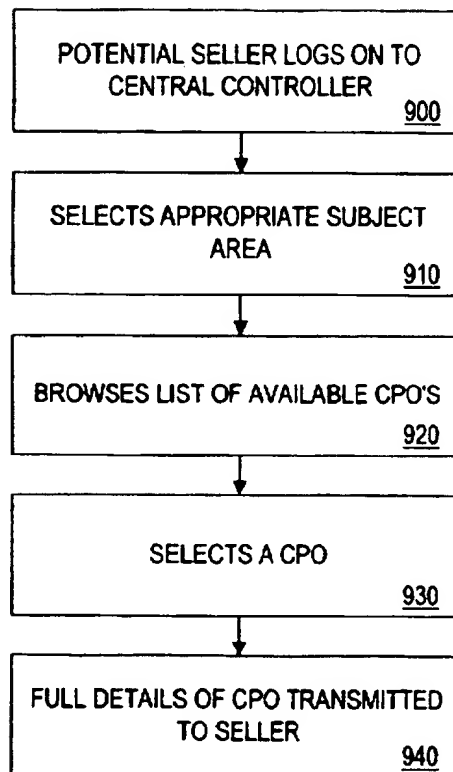 POTENTIAL SELLER LOGS ON TO
CENTRAL CONTROLLER
900
SELECTS APPROPRIATE SUBJECT
AREA
910
BROWSES LIST OF AVAILABLE CPO'S
920
SELECTS A CPO
930
FULL DETAILS OF CPO TRANSMITTED
TO SELLER
940